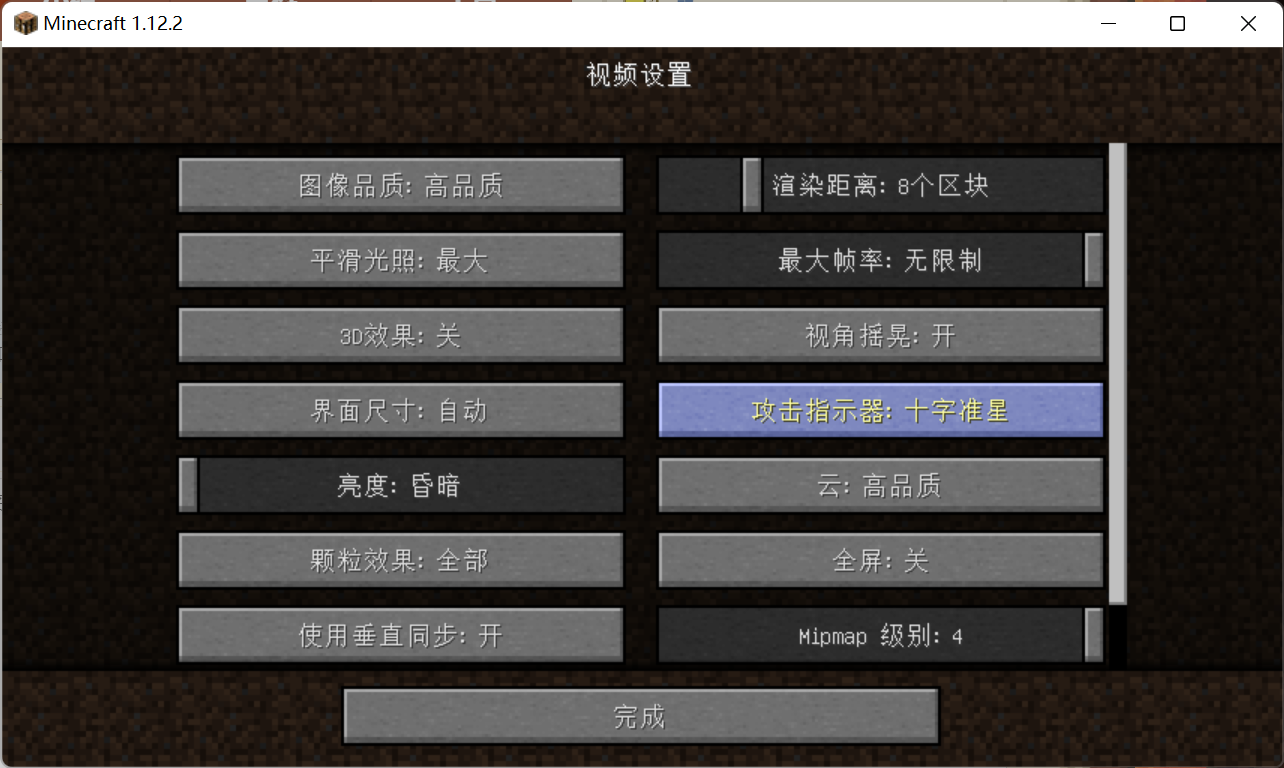 Minecraft 1.12.2
视频设置
图像品质: 高品质
渲染距离: 8个区块
平滑光照: 最大
最大帧率: 无限制
3D效果: 关
视角摇晃: 开
界面尺寸: 自动
攻击指示器: 十字准星
亮度: 昏暗
云: 高品质
颗粒效果: 全部
全屏: 关
使用垂直同步: 开
Mipmap 级别: 4
完成